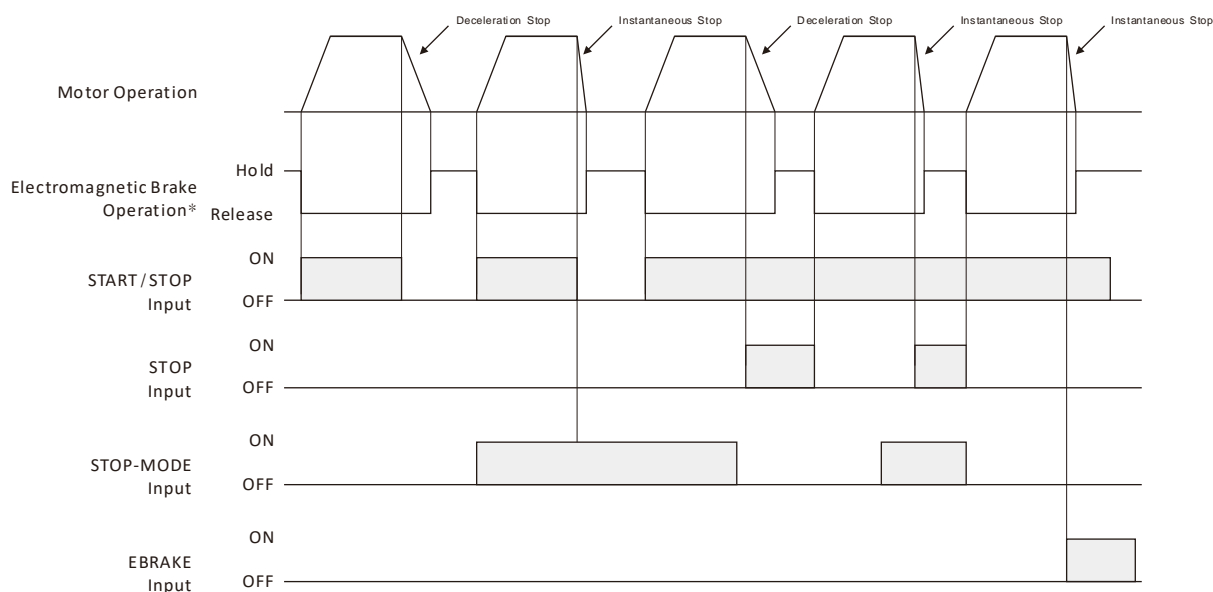 Deceleration Stop
Instantaneous Stop
Deceleration Stop
Instantaneous Stop
Instantaneous Stop
Motor Operation
Electromagnetic Brake
Operation*
Hold
Release
START/STOP
Input
ON
OFF
STOP
Input
ON
OFF
STOP-MODE
Input
ON
OFF
EBRAKE
Input
ON
OFF